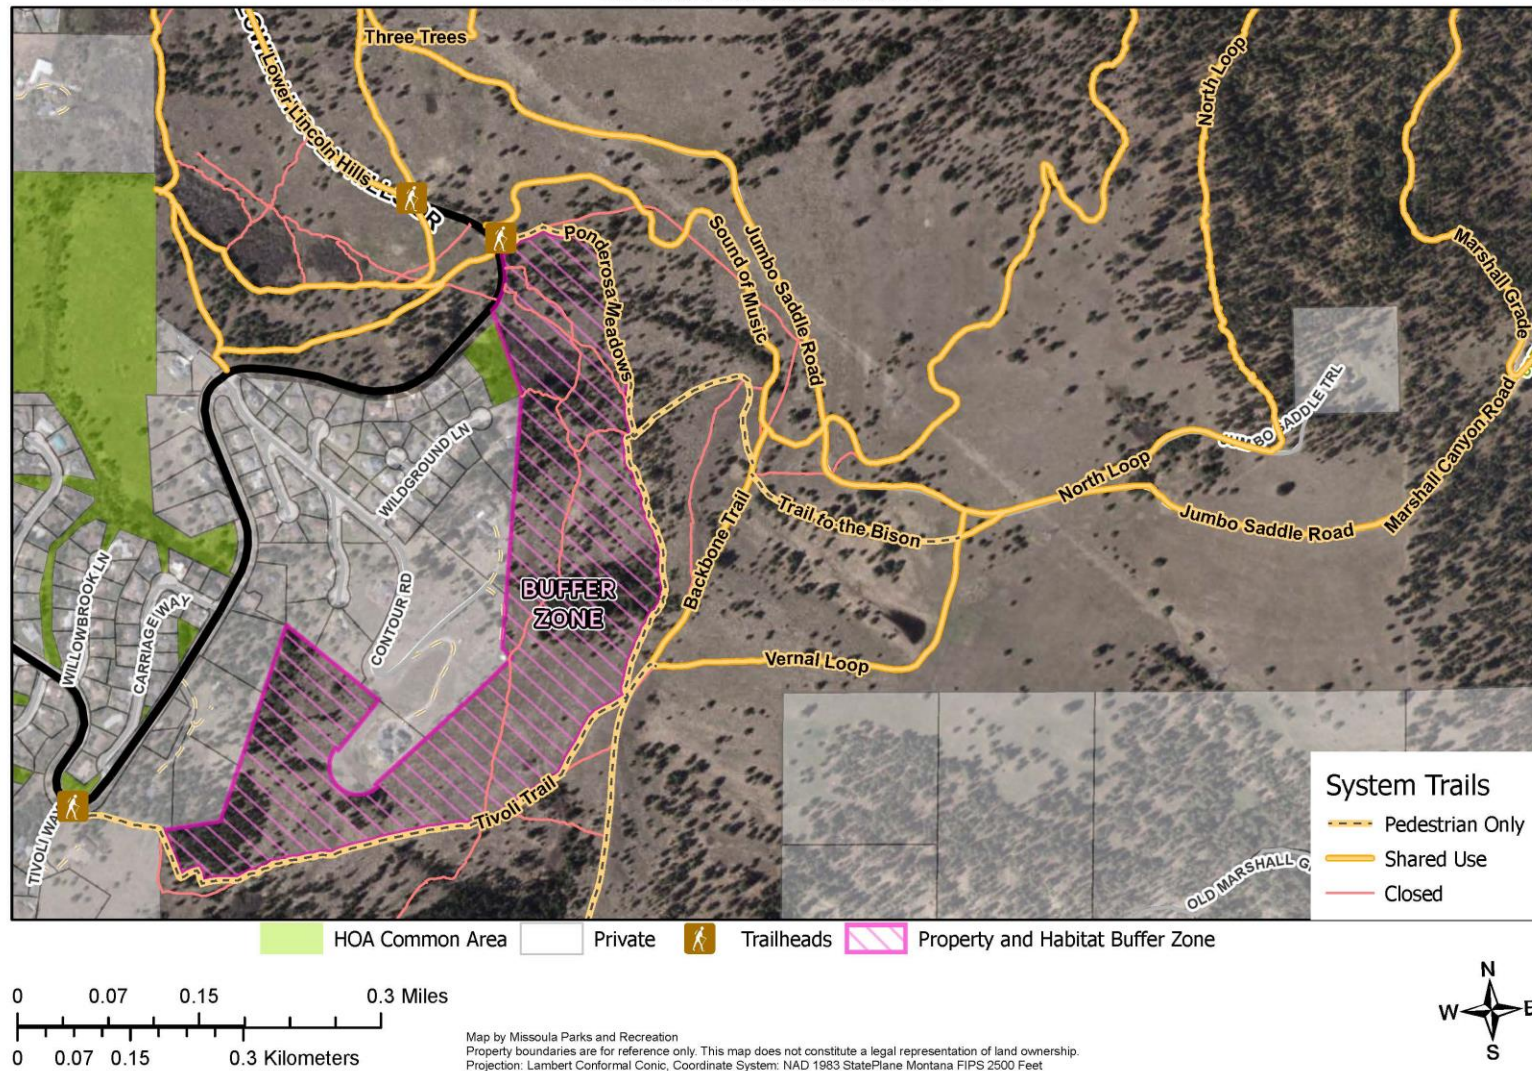 Three Trees
Lower Lincoln Hills
North Loop
Ponderosa Meadows
Sound of Music
Jumbo Saddle Road
Marshall Grade
JUMBO SADDLE TRL
WILDGROUND LN
North Loop
Jumbo Saddle Road
Marshall Canyon Road
Trail to the Bison
Backbone Trail
WILLOWBROOK LN
CARRIAGE WAY
CONTOUR RD
BUFFER
ZONE
Vernal Loop
Tivoli Trail
TIVOLI WAY
OLD MARSHALL G
System Trails
Pedestrian Only
Shared Use
Closed
HOA Common Area
Private
Trailheads
Property and Habitat Buffer Zone
0 0.07 0.15 0.3 Miles
0 0.07 0.15 0.3 Kilometers
Map by Missoula Parks and Recreation
Property boundaries are for reference only. This map does not constitute a legal representation of land ownership.
Projection: Lambert Conformal Conic, Coordinate System: NAD 1983 StatePlane Montana FIPS 2500 Feet
N
W E
S